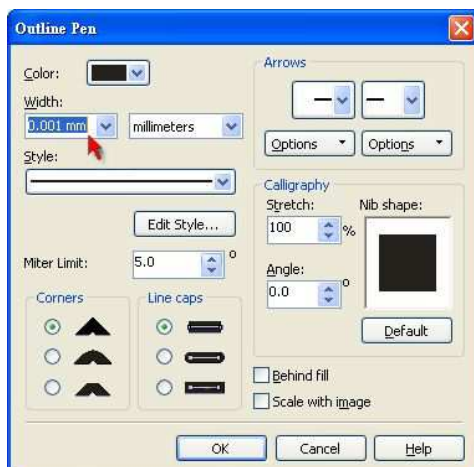 Outline Pen
Color:
Width:
0.001 mm
millimeters
Style:
Edit Style...
Miter Limit:
5.0
°
Corners
Line caps
Arrows
Options
Options
Calligraphy
Stretch:
Nib shape:
100
%
Angle:
0.0
°
Default
Behind fill
Scale with image
OK
Cancel
Help